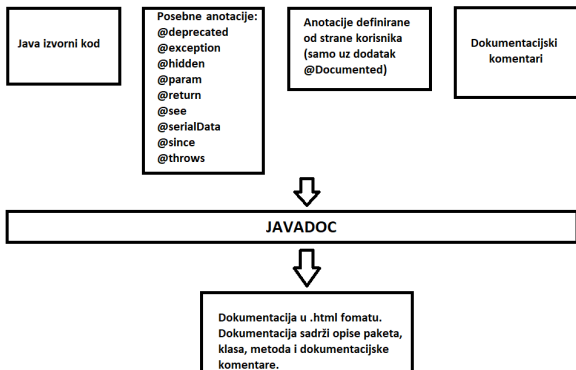 Java izvorni kod
Posebne anotacije:
@deprecated
@exception
@hidden
@param
@return
@see
@serialData
@since
@throws
Anotacije definirane
od strane korisnika
(samo uz dodatak
@Documented)
Dokumentacijski
komentari
JAVADOC
Dokumentacija u .html fomatu.
Dokumentacija sadrži opise paketa,
klasa, metoda i dokumentacijske
komentare.